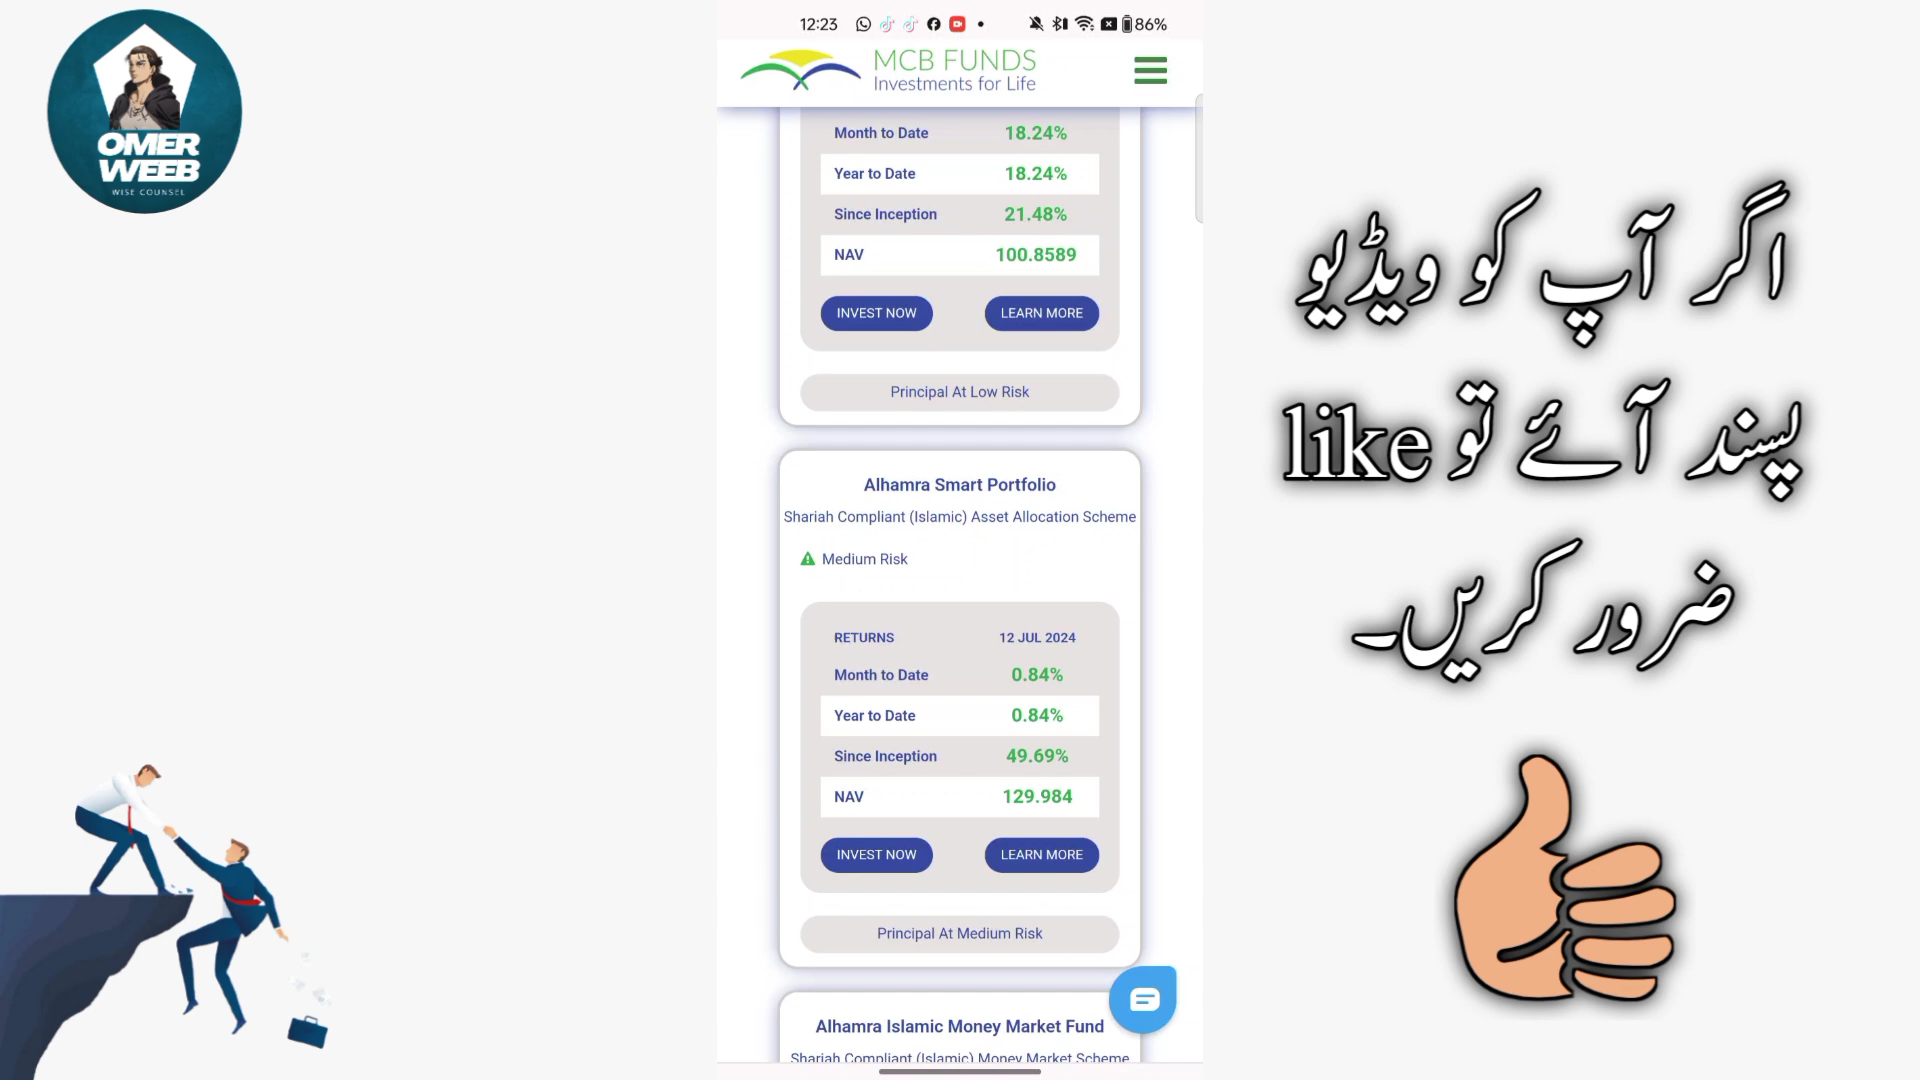 OMER
WEEB
WISE COUNSEL
12:23
86%
MCB FUNDS
Investments for Life
Month to Date 18.24%
Year to Date 18.24%
Since Inception 21.48%
NAV 100.8589
INVEST NOW LEARN MORE
Principal At Low Risk
Alhamra Smart Portfolio
Shariah Compliant (Islamic) Asset Allocation Scheme
Medium Risk
RETURNS 12 JUL 2024
Month to Date 0.84%
Year to Date 0.84%
Since Inception 49.69%
NAV 129.984
INVEST NOW LEARN MORE
Principal At Medium Risk
Alhamra Islamic Money Market Fund
Shariah Compliant (Islamic) Money Market Scheme
اگر آپ کو ویڈیو
پسند آئے تو like
ضرور کریں۔